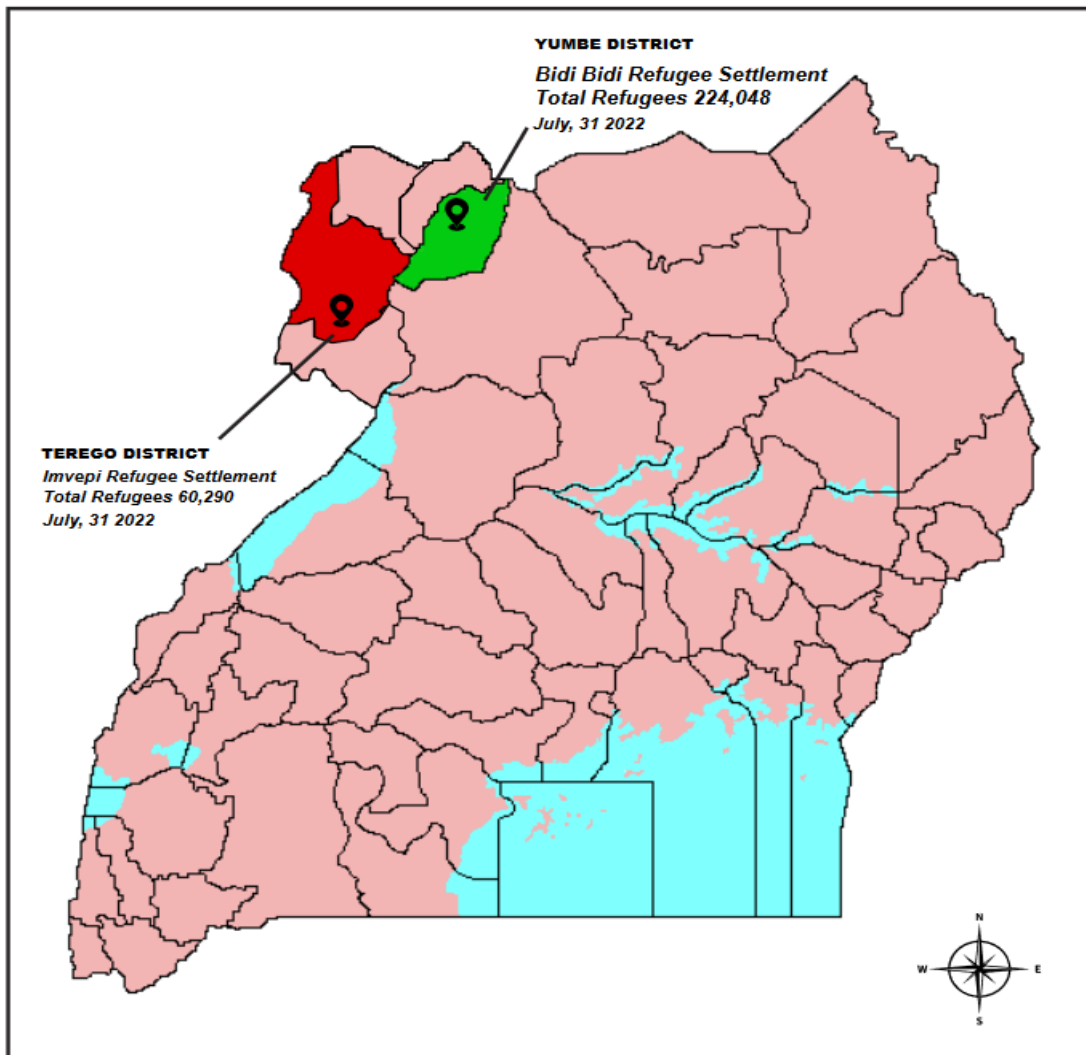 YUMBE DISTRICT
Bidi Bidi Refugee Settlement
Total Refugees 224,048
July, 31 2022
TEREGO DISTRICT
Imvepi Refugee Settlement
Total Refugees 60,290
July, 31 2022
N
W
E
S